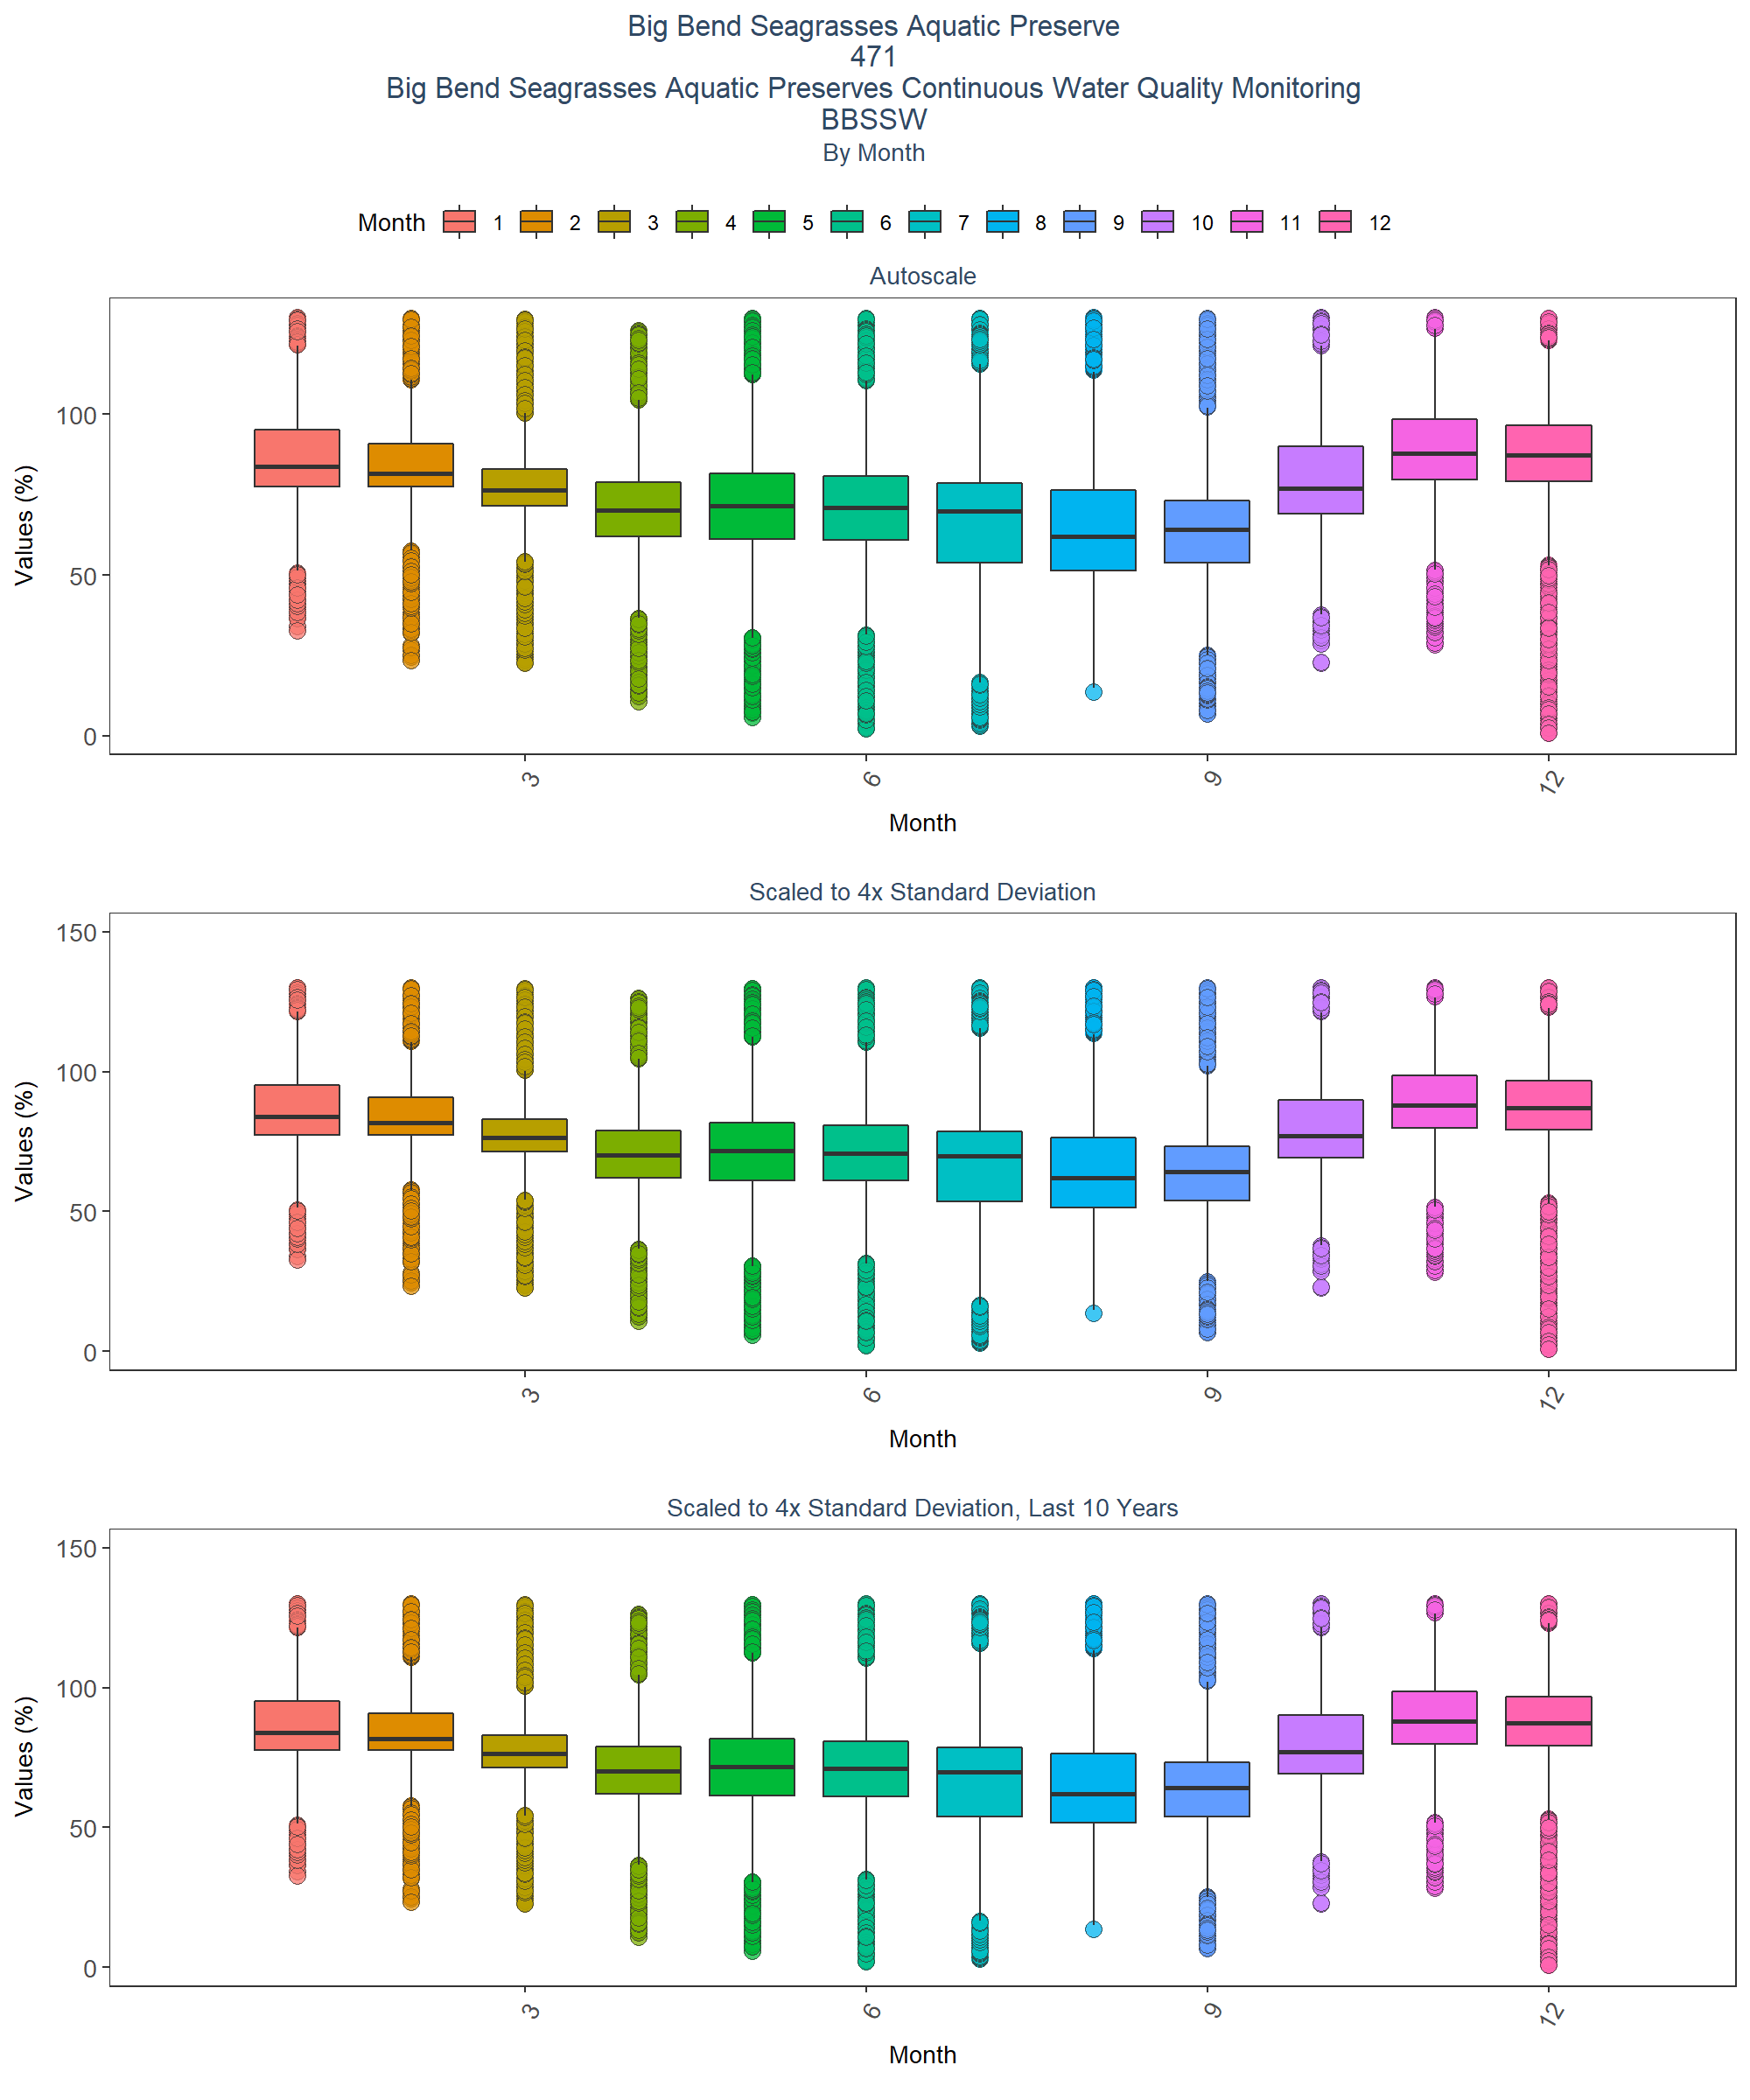 Big Bend Seagrasses Aquatic Preserve
471
Big Bend Seagrasses Aquatic Preserves Continuous Water Quality Monitoring
BBSSW
By Month
Month 1 2 3 4 5 6 7 8 9 10 11 12
Autoscale
Values (%)
100
50
0
3 6 9 12
Month
Scaled to 4x Standard Deviation
Values (%)
150
100
50
0
3 6 9 12
Month
Scaled to 4x Standard Deviation, Last 10 Years
Values (%)
150
100
50
0
3 6 9 12
Month